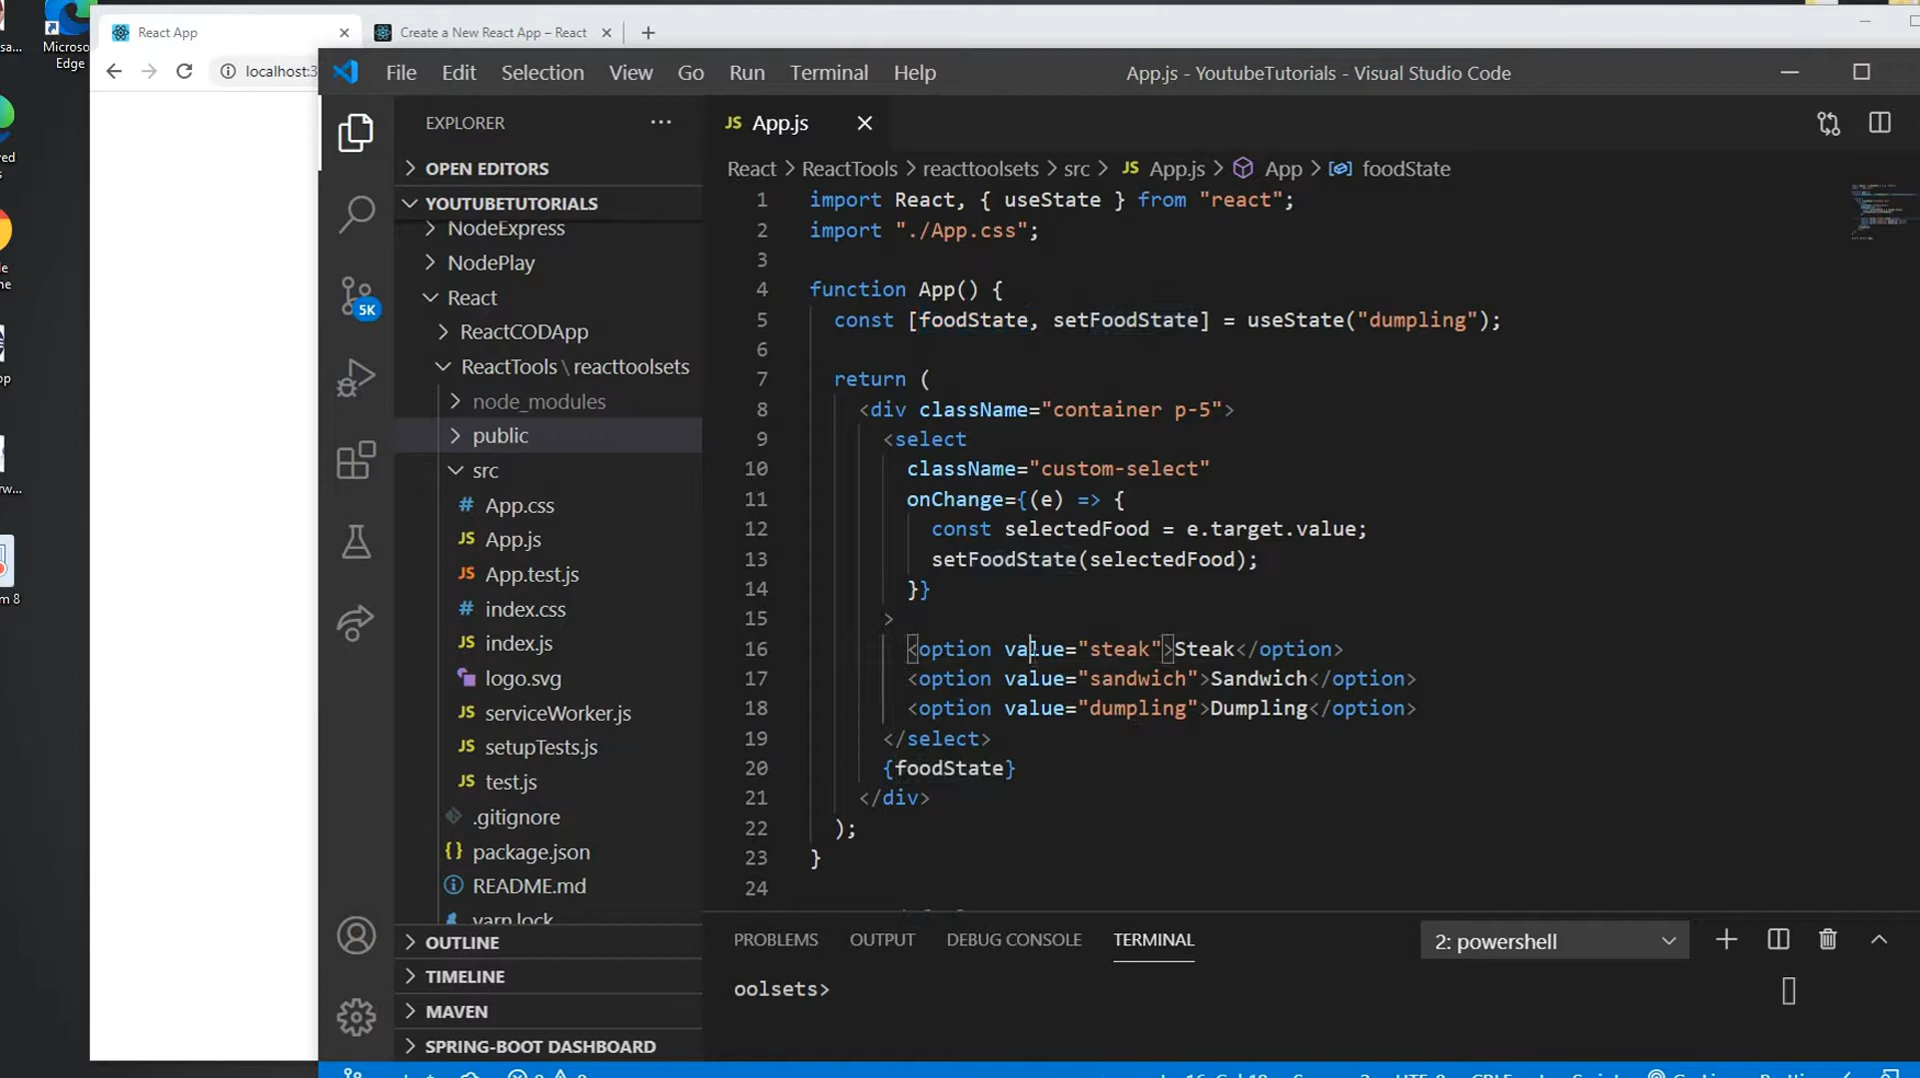 React App
Create a New React App – React
Microso
Edge
localhost:3
File Edit Selection View Go Run Terminal Help
App.js - YoutubeTutorials - Visual Studio Code
EXPLORER
OPEN EDITORS
YOUTUBETUTORIALS
NodeExpress
NodePlay
React
ReactCODApp
ReactTools \ reacttoolsets
node_modules
public
src
App.css
App.js
App.test.js
index.css
index.js
logo.svg
serviceWorker.js
setupTests.js
test.js
.gitignore
package.json
README.md
yarn.lock
OUTLINE
TIMELINE
MAVEN
SPRING-BOOT DASHBOARD
5K
JS App.js
React > ReactTools > reacttoolsets > src > JS App.js > App > foodState
1 import React, { useState } from "react";
2 import "./App.css";
3
4 function App() {
5 const [foodState, setFoodState] = useState("dumpling");
6
7 return (
8 <div className="container p-5">
9 <select
10 className="custom-select"
11 onChange={(e) => {
12 const selectedFood = e.target.value;
13 setFoodState(selectedFood);
14 }}
15 >
16 <option value="steak">Steak</option>
17 <option value="sandwich">Sandwich</option>
18 <option value="dumpling">Dumpling</option>
19 </select>
20 {foodState}
21 </div>
22 );
23 }
24
PROBLEMS OUTPUT DEBUG CONSOLE TERMINAL
2: powershell
oolsets>